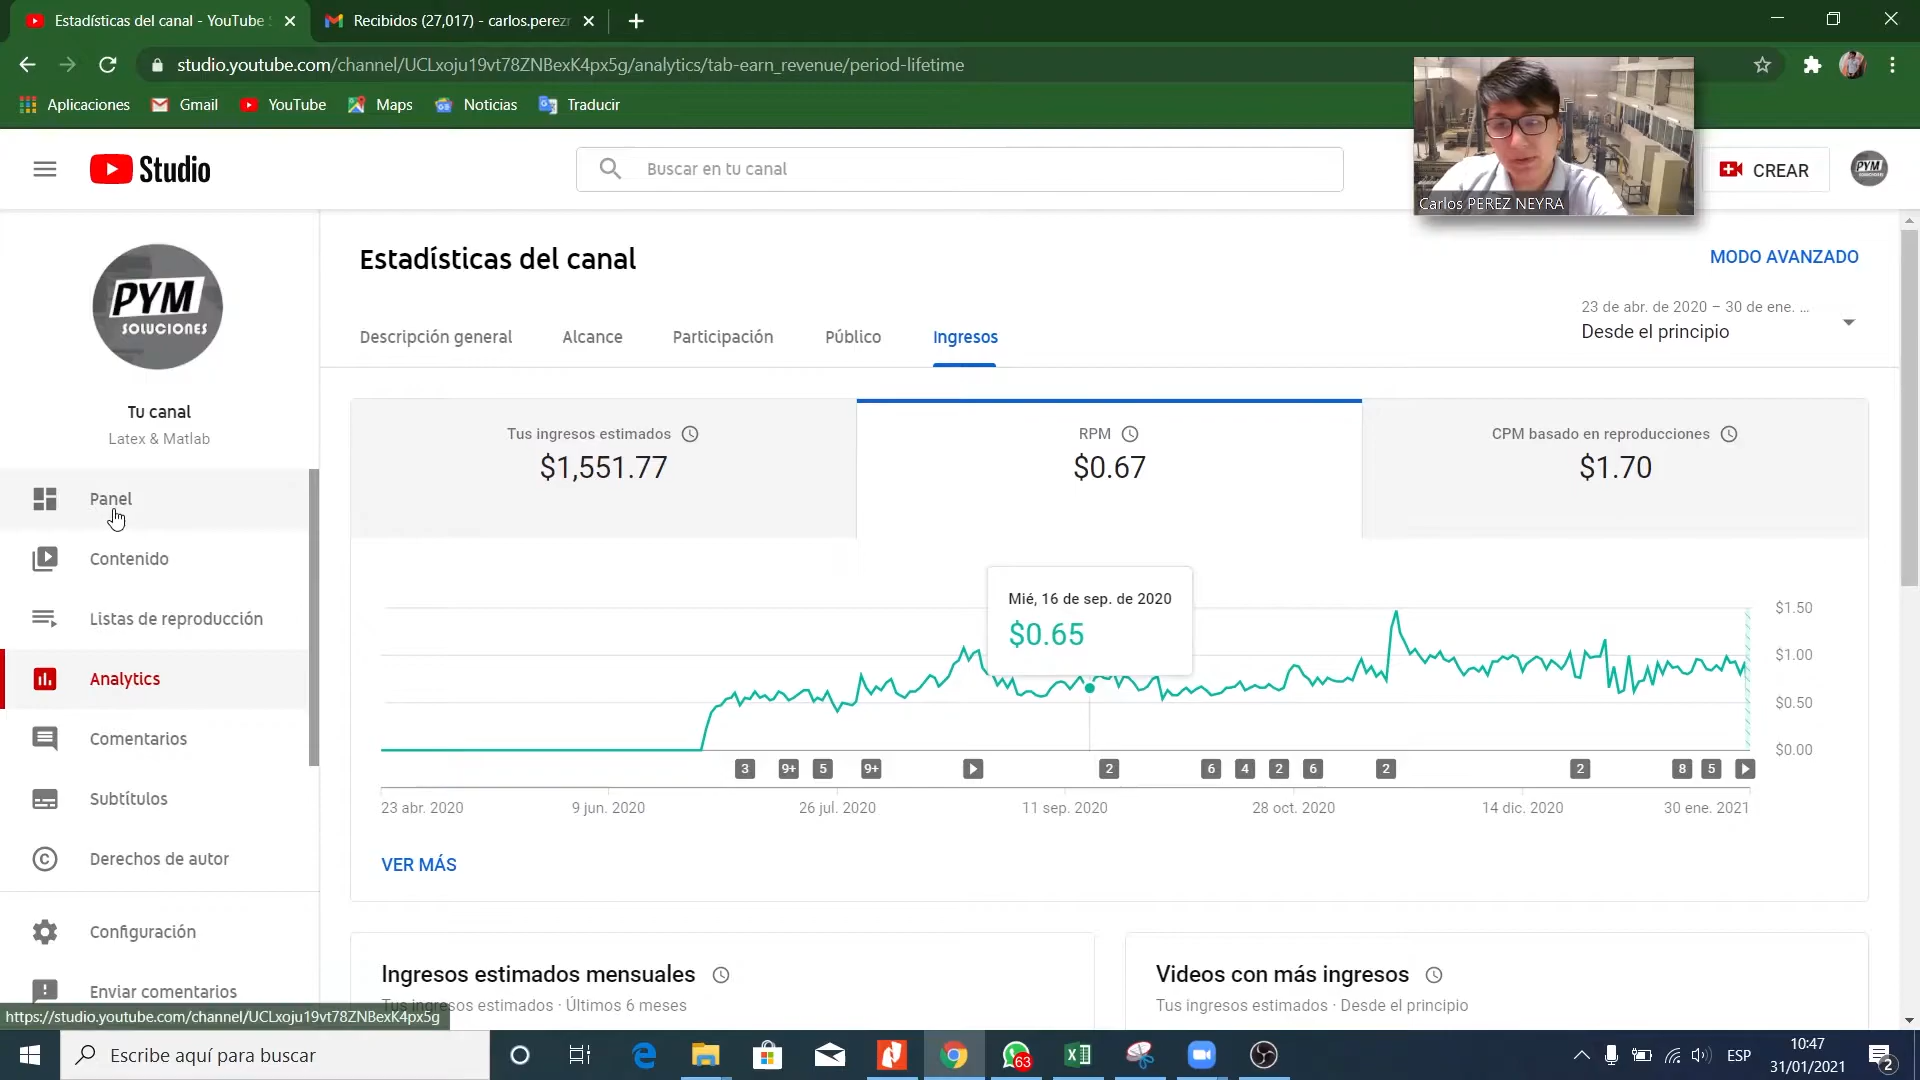 Estadísticas del canal - YouTube
Recibidos (27,017) - carlos.perezr
studio.youtube.com/channel/UCLxoju19vt78ZNBexK4px5g/analytics/tab-earn_revenue/period-lifetime
Aplicaciones
Gmail
YouTube
Maps
Noticias
Traducir
Studio
Buscar en tu canal
Carlos PEREZ NEYRA
CREAR
PYM
PYM
SOLUCIONES
Tu canal
Latex & Matlab
Panel
Contenido
Listas de reproducción
Analytics
Comentarios
Subtítulos
Derechos de autor
Configuración
Enviar comentarios
https://studio.youtube.com/channel/UCLxoju19vt78ZNBexK4px5g
Estadísticas del canal
MODO AVANZADO
Descripción general
Alcance
Participación
Público
Ingresos
23 de abr. de 2020 – 30 de ene. ...
Desde el principio
Tus ingresos estimados
$1,551.77
RPM
$0.67
CPM basado en reproducciones
$1.70
Mié, 16 de sep. de 2020
$0.65
$1.50
$1.00
$0.50
$0.00
3 9+ 5 9+ 2 6 4 2 6 2 2 8 5
23 abr. 2020
9 jun. 2020
26 jul. 2020
11 sep. 2020
28 oct. 2020
14 dic. 2020
30 ene. 2021
VER MÁS
Ingresos estimados mensuales
Tus ingresos estimados · Últimos 6 meses
Videos con más ingresos
Tus ingresos estimados · Desde el principio
Escribe aquí para buscar
63
ESP
10:47
31/01/2021
2